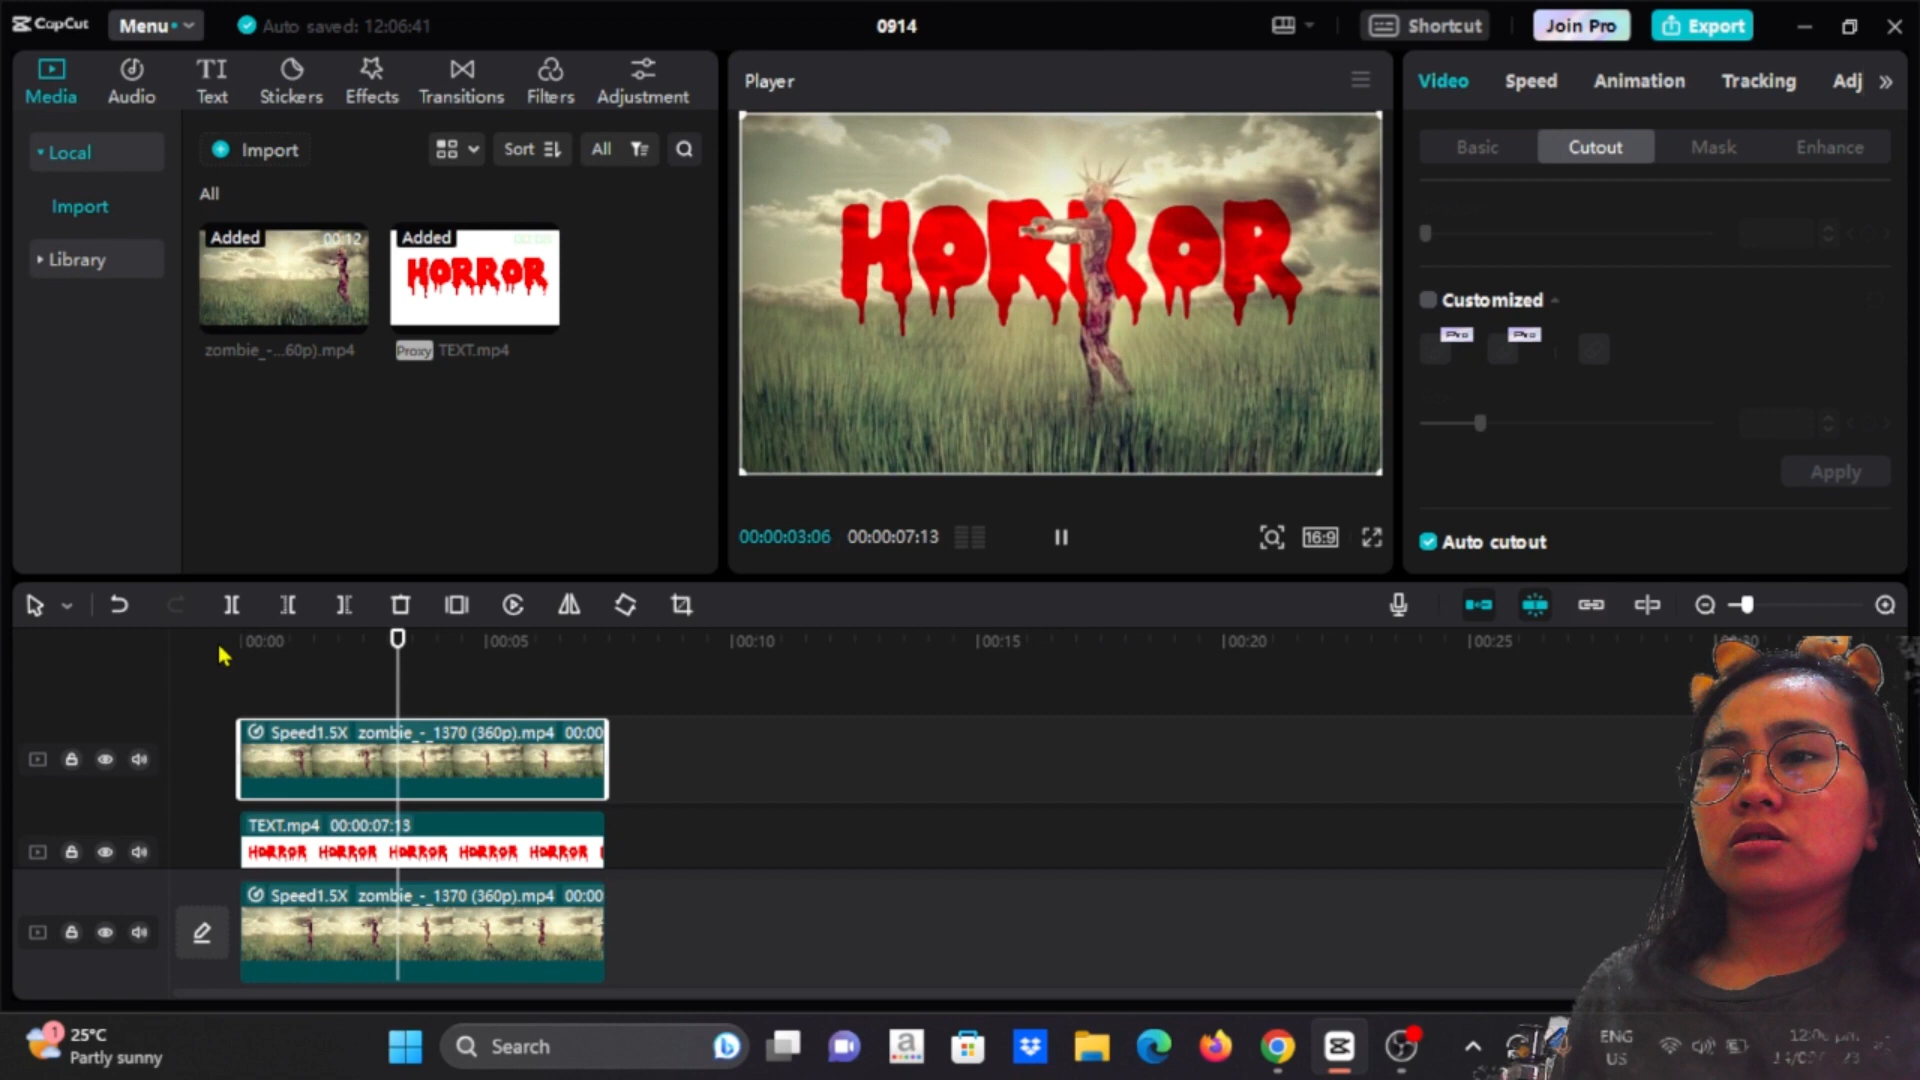 CapCut
Menu
Auto saved: 12:06:41
0914
Shortcut
Join Pro
Export
Media
Audio
Text
Stickers
Effects
Transitions
Filters
Adjustment
Local
Import
Library
Import
Sort
All
All
Added
00:12
Added
HORROR
zombie_-...60p).mp4
Proxy
TEXT.mp4
Player
HORROR
00:00:03:06
00:00:07:13
16:9
Video
Speed
Animation
Tracking
Adj
Basic
Cutout
Mask
Enhance
Customized
Pro
Pro
Apply
Auto cutout
00:00
00:05
00:10
00:15
00:20
00:25
Speed1.5X zombie_-_1370 (360p).mp4 00:00
TEXT.mp4 00:00:07:13
HORROR HORROR HORROR HORROR HORROR
Speed1.5X zombie_-_1370 (360p).mp4 00:00
1
25°C
Partly sunny
Search
ENG
US